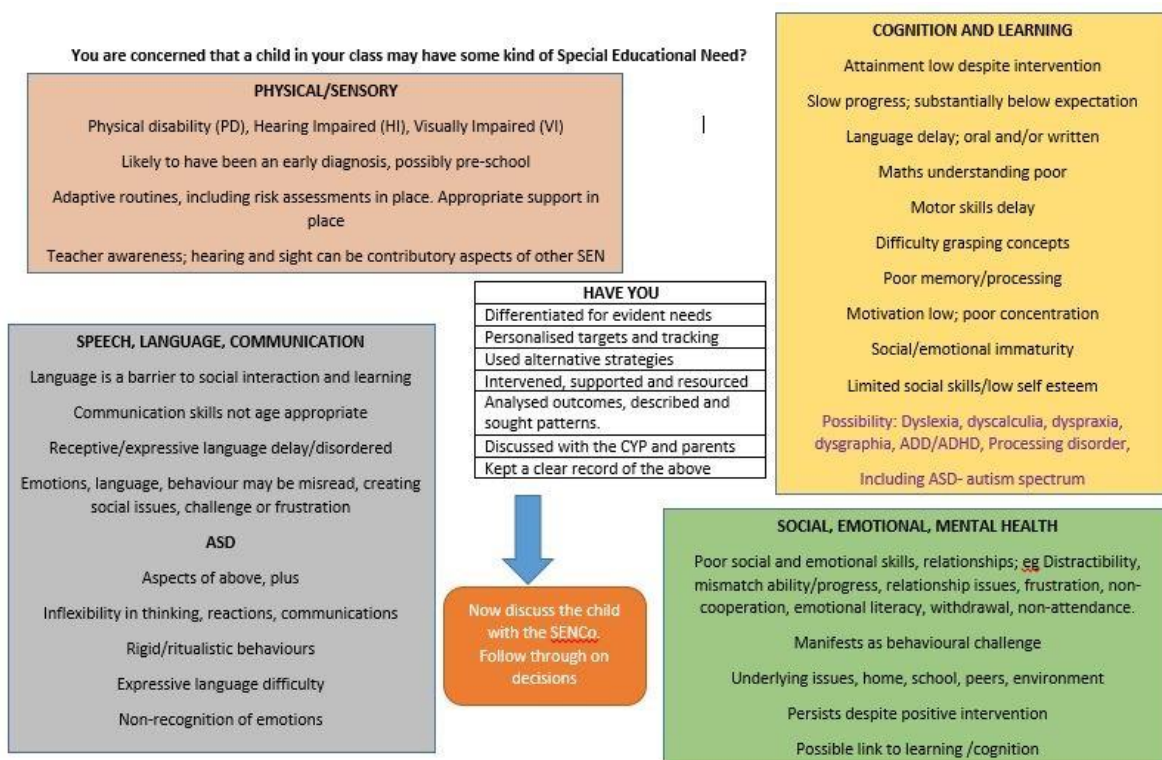 You are concerned that a child in your class may have some kind of Special Educational Need?
PHYSICAL/SENSORY
Physical disability (PD), Hearing Impaired (HI), Visually Impaired (VI)
Likely to have been an early diagnosis, possibly pre-school
Adaptive routines, including risk assessments in place. Appropriate support in
place
Teacher awareness; hearing and sight can be contributory aspects of other SEN
COGNITION AND LEARNING
Attainment low despite intervention
Slow progress; substantially below expectation
Language delay; oral and/or written
Maths understanding poor
Motor skills delay
Difficulty grasping concepts
Poor memory/processing
Motivation low; poor concentration
Social/emotional immaturity
Limited social skills/low self esteem
Possibility: Dyslexia, dyscalculia, dyspraxia,
dysgraphia, ADD/ADHD, Processing disorder,
Including ASD- autism spectrum
HAVE YOU
Differentiated for evident needs
Personalised targets and tracking
Used alternative strategies
Intervened, supported and resourced
Analysed outcomes, described and
sought patterns.
Discussed with the CYP and parents
Kept a clear record of the above
SPEECH, LANGUAGE, COMMUNICATION
Language is a barrier to social interaction and learning
Communication skills not age appropriate
Receptive/expressive language delay/disordered
Emotions, language, behaviour may be misread, creating
social issues, challenge or frustration
ASD
Aspects of above, plus
Inflexibility in thinking, reactions, communications
Rigid/ritualistic behaviours
Expressive language difficulty
Non-recognition of emotions
Now discuss the child
with the SENCo.
Follow through on
decisions
SOCIAL, EMOTIONAL, MENTAL HEALTH
Poor social and emotional skills, relationships; eg Distractibility,
mismatch ability/progress, relationship issues, frustration, non-
cooperation, emotional literacy, withdrawal, non-attendance.
Manifests as behavioural challenge
Underlying issues, home, school, peers, environment
Persists despite positive intervention
Possible link to learning /cognition